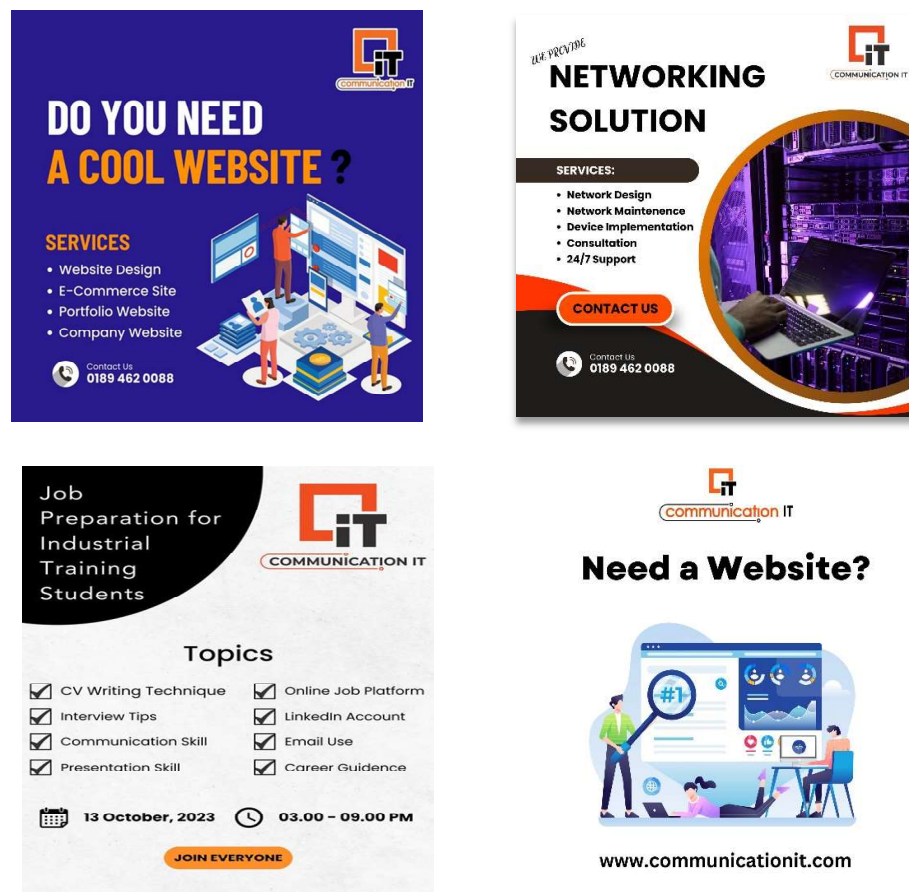 iT
communication IT
DO YOU NEED
A COOL WEBSITE ?
SERVICES
• Website Design
• E-Commerce Site
• Portfolio Website
• Company Website
Contact Us
0189 462 0088
iT
COMMUNICATION IT
WE PROVIDE
NETWORKING
SOLUTION
SERVICES:
• Network Design
• Network Maintenence
• Device Implementation
• Consultation
• 24/7 Support
CONTACT US
Contact Us
0189 462 0088
Job
Preparation for
Industrial
Training
Students
iT
COMMUNICATION IT
Topics
CV Writing Technique
Interview Tips
Communication Skill
Presentation Skill
Online Job Platform
LinkedIn Account
Email Use
Career Guidence
13 October, 2023
03.00 - 09.00 PM
JOIN EVERYONE
iT
communication IT
Need a Website?
#1
www.communicationit.com